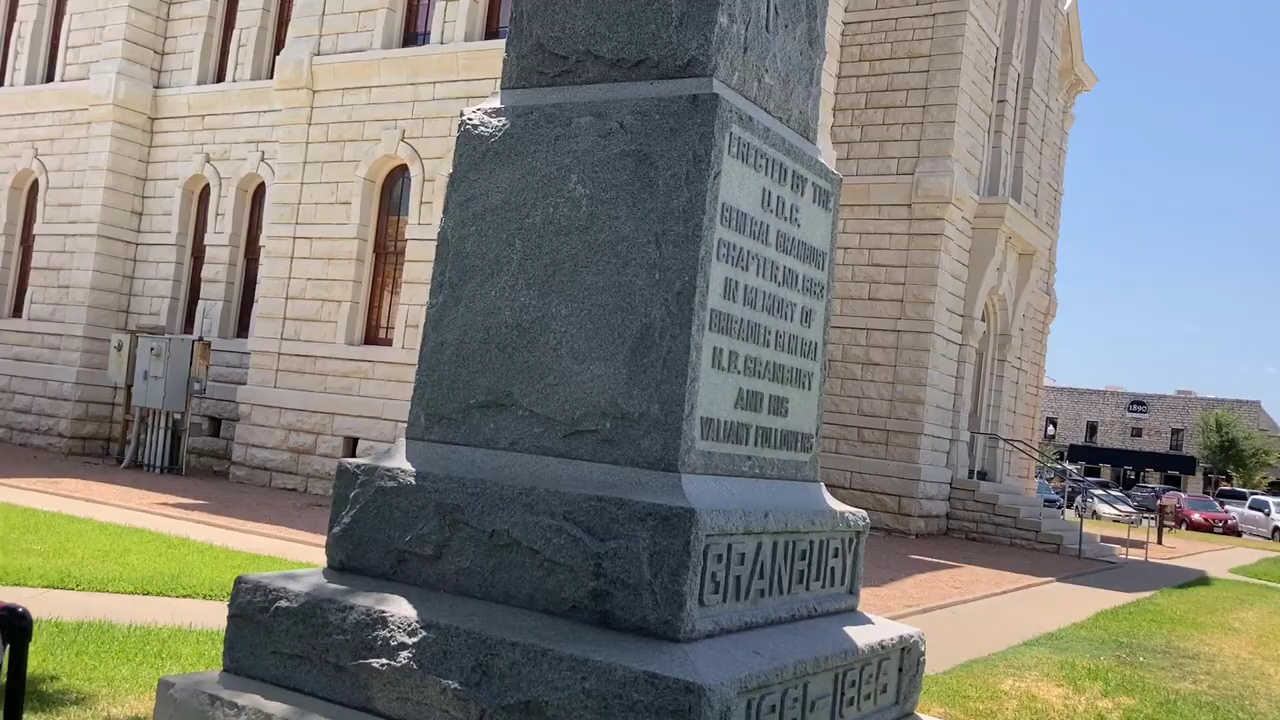 ERECTED BY THE
U.D.C.
GENERAL GRANBURY
CHAPTER, NO. 683
IN MEMORY OF
BRIGADIER GENERAL
H.B. GRANBURY
AND HIS
VALIANT FOLLOWERS
GRANBURY
1861-1865
1890